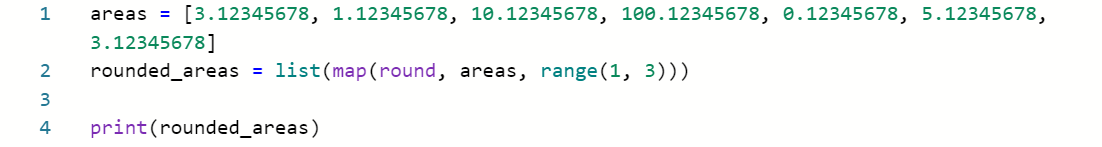 1 areas = [3.12345678, 1.12345678, 10.12345678, 100.12345678, 0.12345678, 5.12345678,
3.12345678]
2 rounded_areas = list(map(round, areas, range(1, 3)))
3
4 print(rounded_areas)